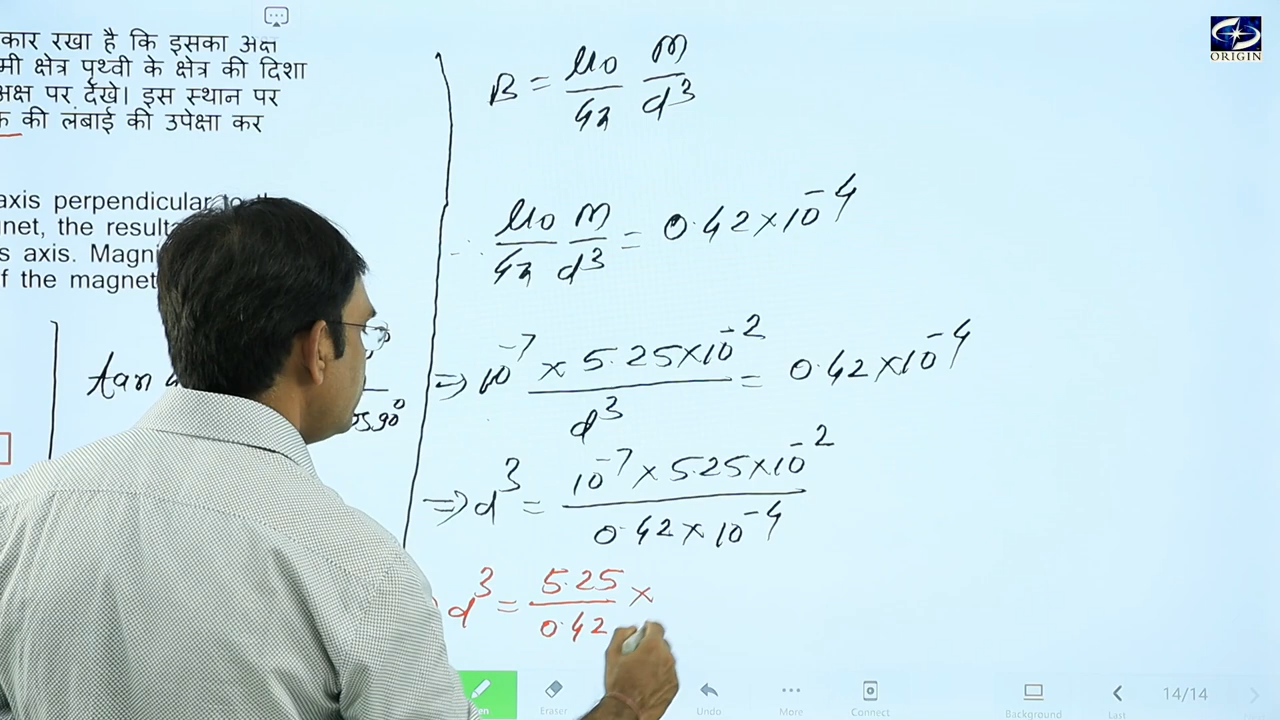 कार रखा है कि इसका अक्ष
मी क्षेत्र पृथ्वी के क्षेत्र की दिशा
अक्ष पर देखे। इस स्थान पर
की लंबाई की उपेक्षा कर
axis perpendicular
net, the result
s axis. Magn
f the magnet
tan
90°
B = μ0/4π m/d³
∴ μ0/4π m/d³ = 0.42×10⁻⁴
⇒ 10⁻⁷ × 5.25×10⁻²/d³ = 0.42×10⁻⁴
⇒ d³ = 10⁻⁷ × 5.25×10⁻²/0.42×10⁻⁴
d³ = 5.25/0.42 ×
ORIGIN
Eraser
Undo
More
Connect
Background
Last
14/14